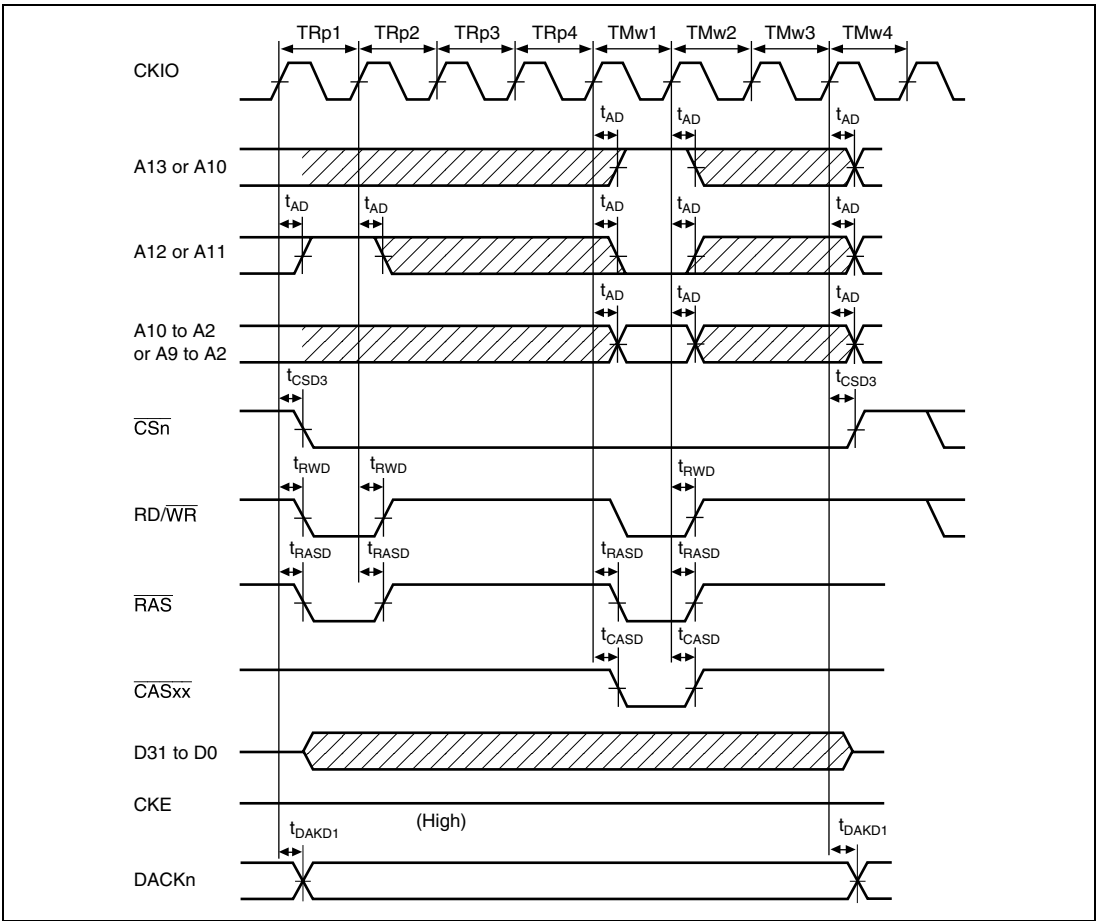 TRp1 TRp2 TRp3 TRp4 TMw1 TMw2 TMw3 TMw4
CKIO
tAD tAD tAD
A13 or A10
tAD tAD tAD tAD tAD
A12 or A11
tAD tAD tAD
A10 to A2
or A9 to A2
tCSD3 tCSD3
CSn
tRWD tRWD tRWD
RD/WR
tRASD tRASD tRASD tRASD
RAS
tCASD tCASD
CASxx
D31 to D0
CKE
(High)
tDAKD1 tDAKD1
DACKn